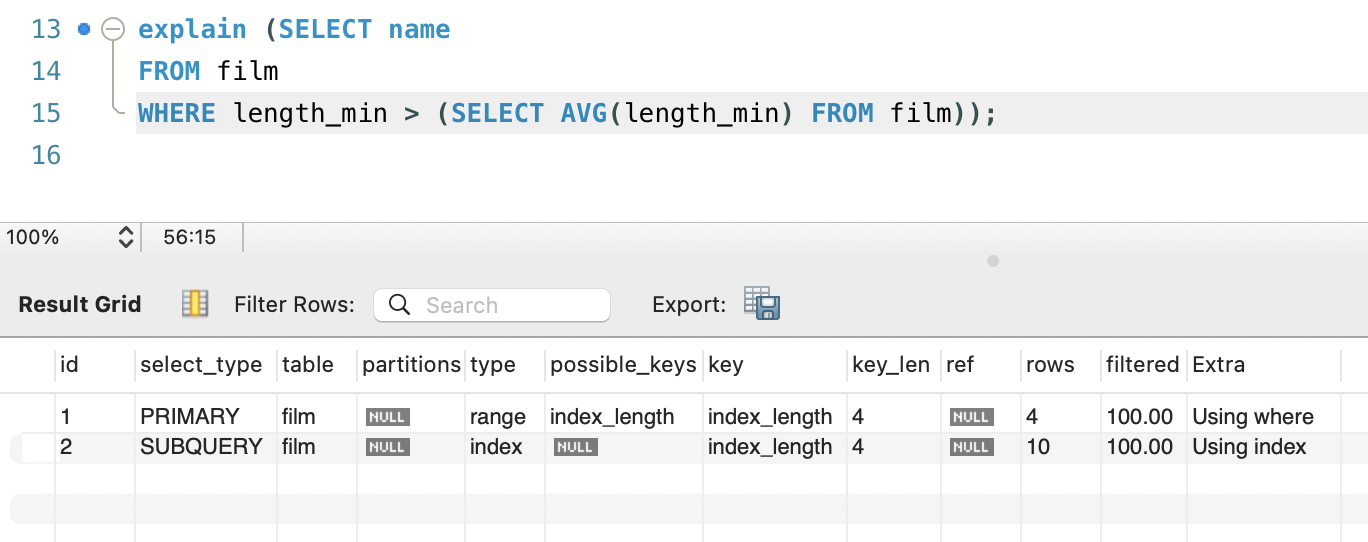 13 explain (SELECT name
14 FROM film
15 WHERE length_min > (SELECT AVG(length_min) FROM film));
16
100% 56:15
Result Grid Filter Rows: Search Export:
id select_type table partitions type possible_keys key key_len ref rows filtered Extra
1 PRIMARY film NULL range index_length index_length 4 NULL 4 100.00 Using where
2 SUBQUERY film NULL index NULL index_length 4 NULL 10 100.00 Using index